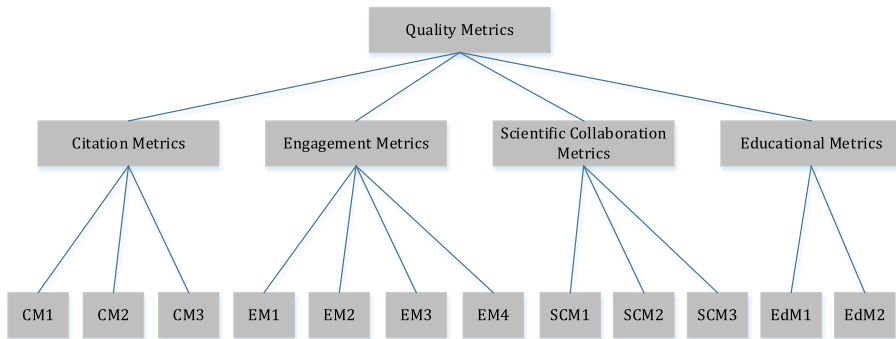 Quality Metrics
Citation Metrics
Engagement Metrics
Scientific Collaboration
Metrics
Educational Metrics
CM1
CM2
CM3
EM1
EM2
EM3
EM4
SCM1
SCM2
SCM3
EdM1
EdM2